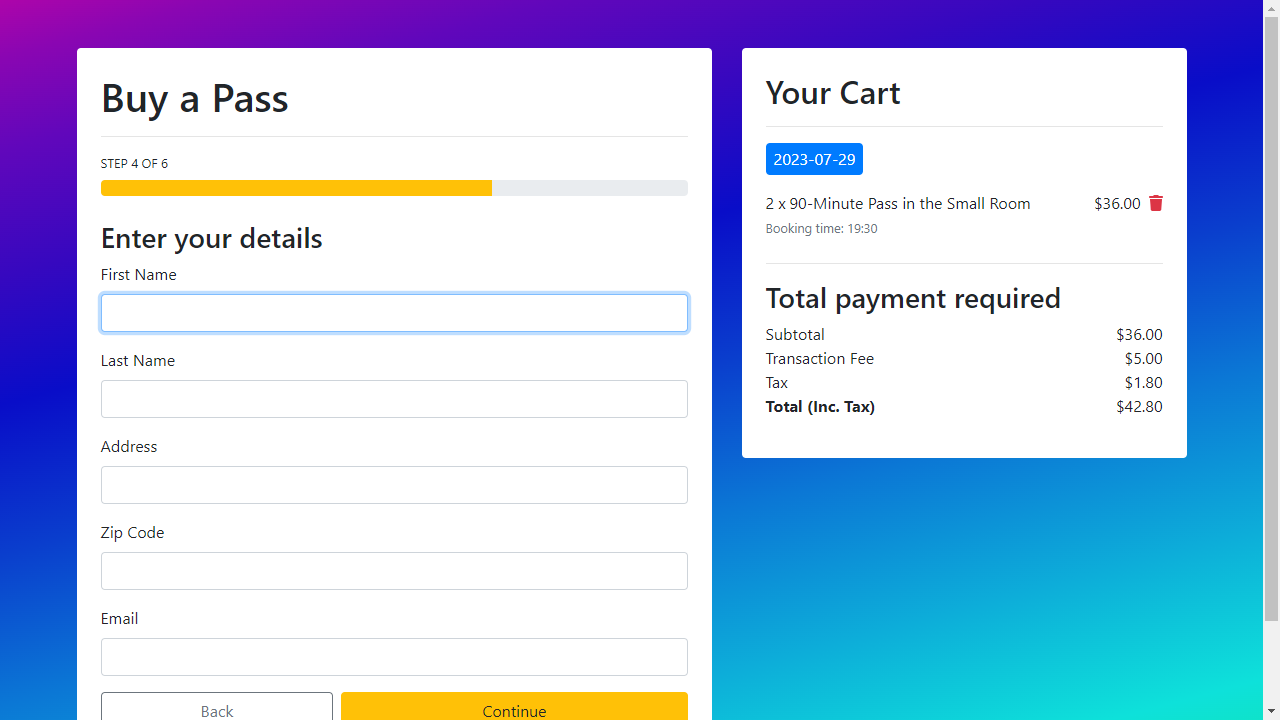 Buy a Pass
STEP 4 OF 6
Enter your details
First Name
Last Name
Address
Zip Code
Email
Back
Continue
Your Cart
2023-07-29
2 x 90-Minute Pass in the Small Room $36.00
Booking time: 19:30
Total payment required
Subtotal $36.00
Transaction Fee $5.00
Tax $1.80
Total (Inc. Tax) $42.80